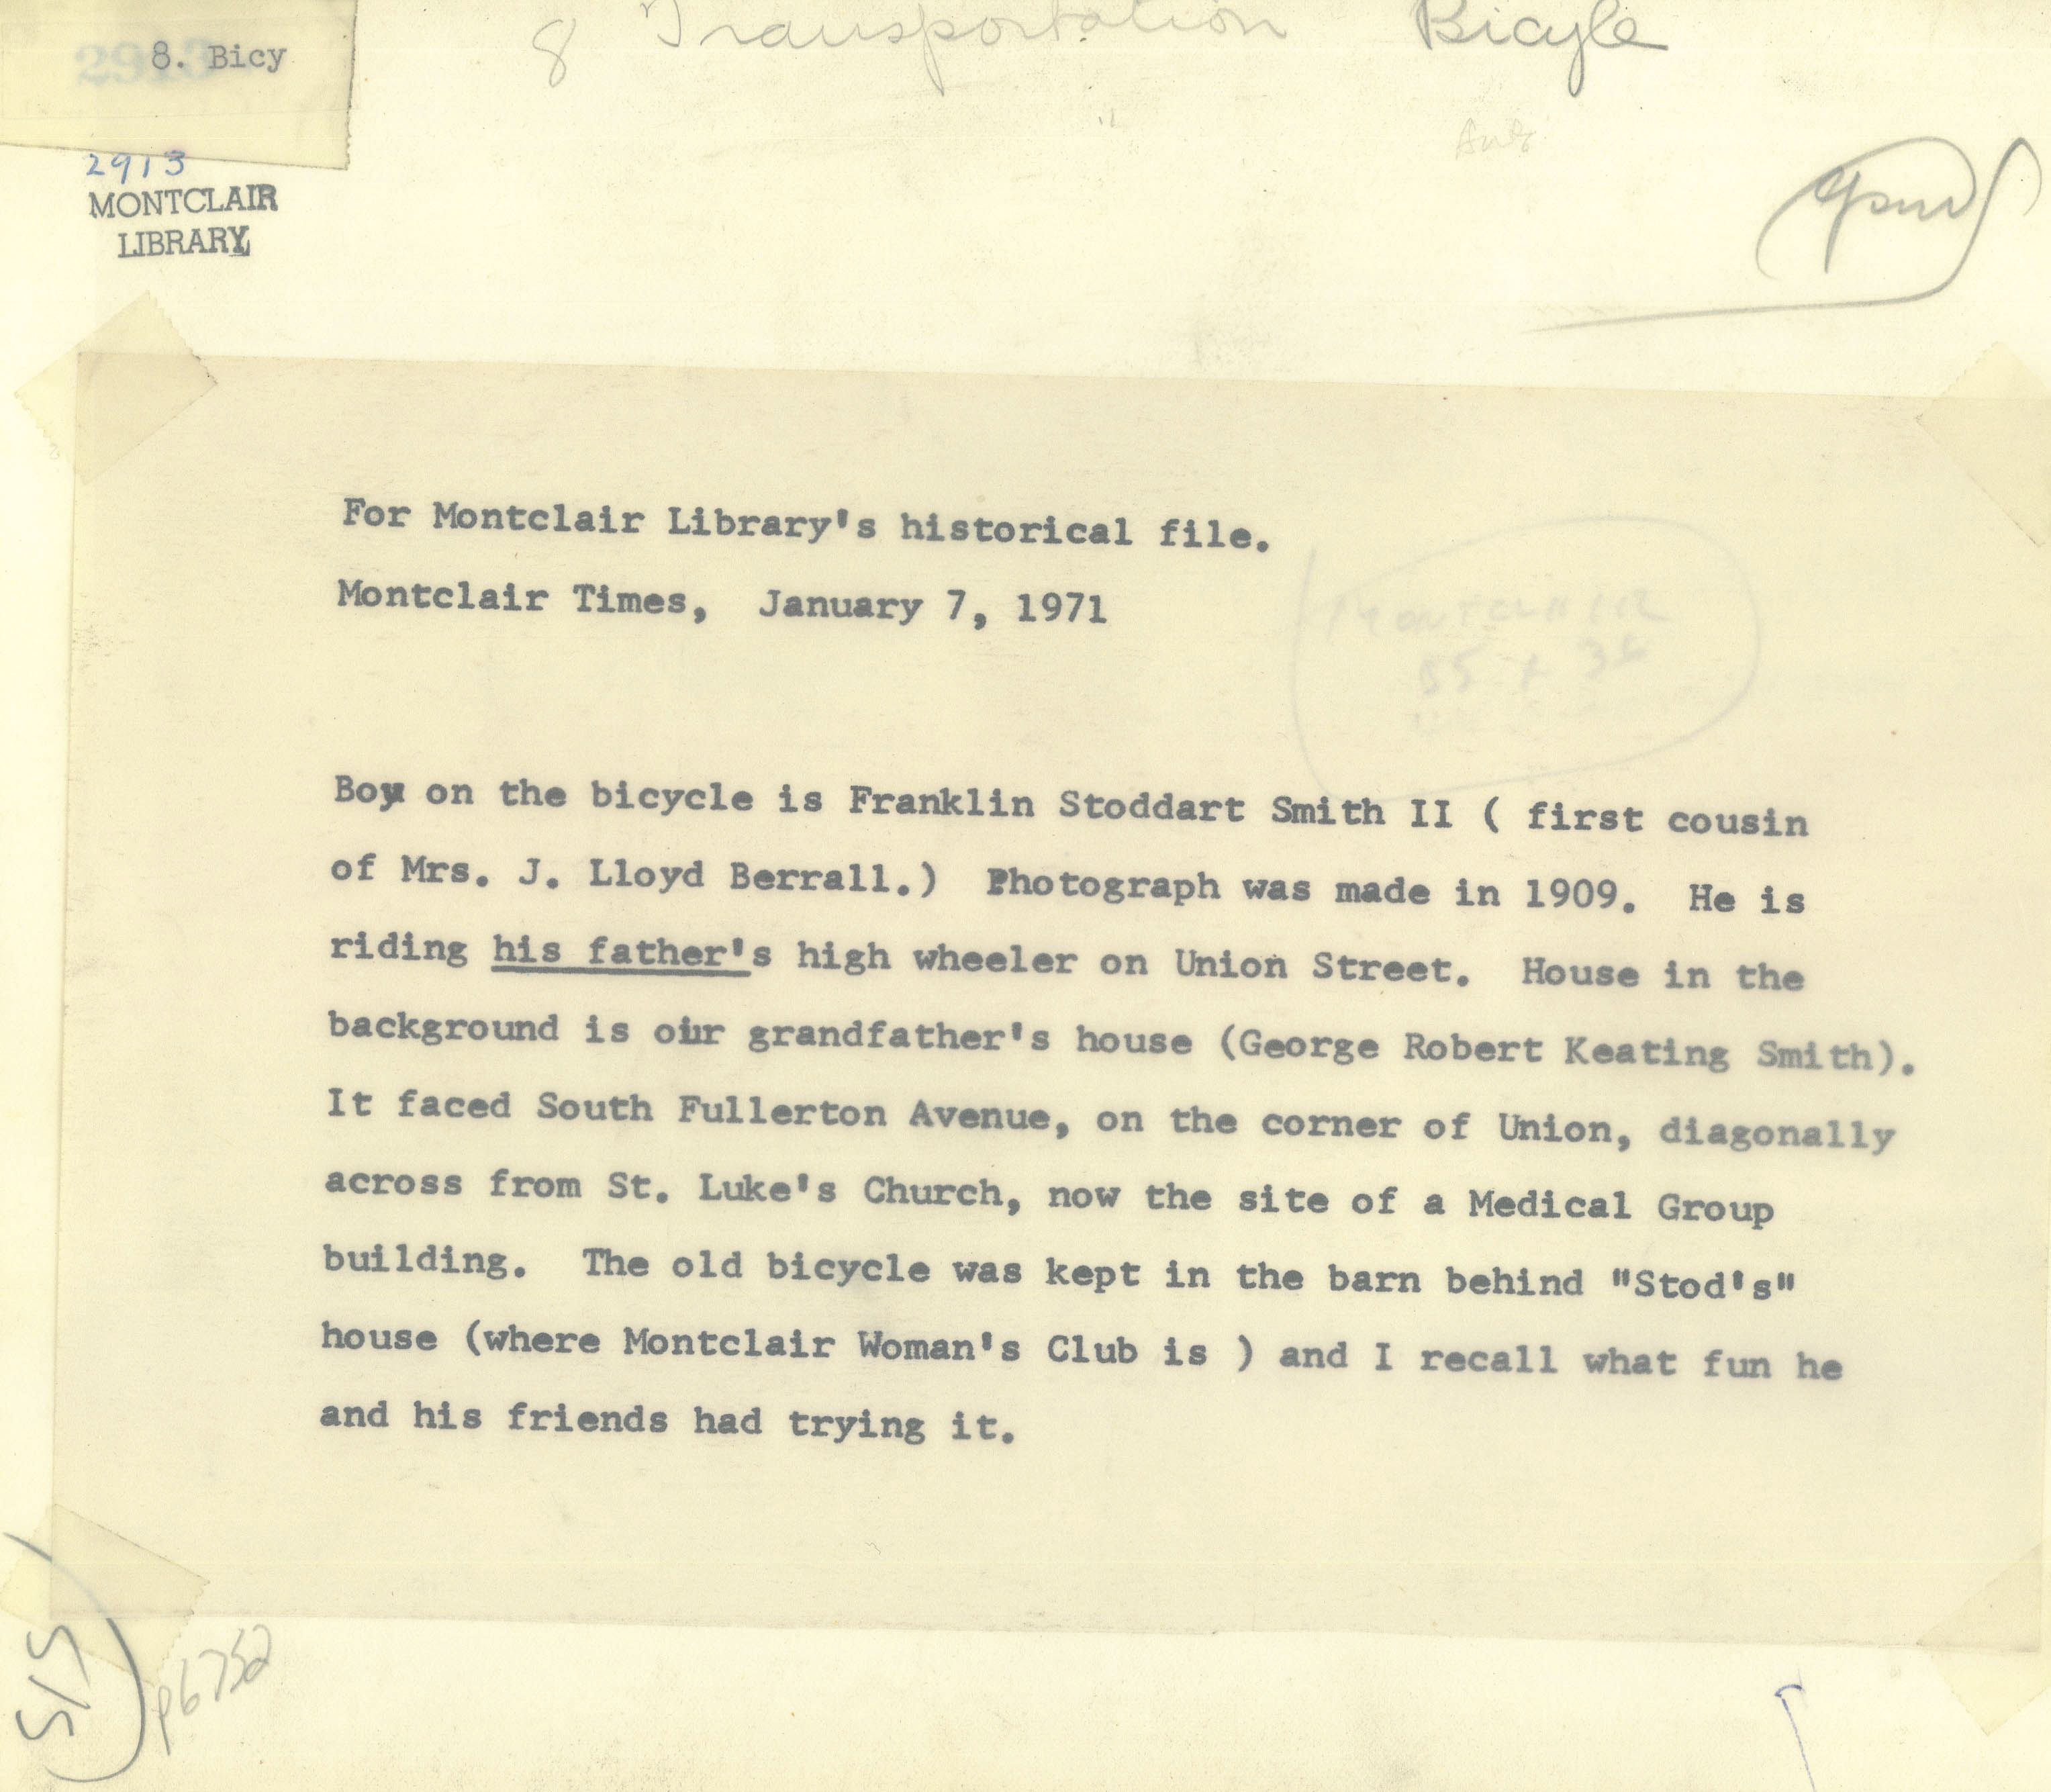 8 Transportation Bicyle
8. Bicy
2913
2913
MONTCLAIR
LIBRARY
For Montclair Library's historical file.
Montclair Times, January 7, 1971
MONTCLAIR
Boy on the bicycle is Franklin Stoddart Smith II ( first cousin
of Mrs. J. Lloyd Berrall.) Photograph was made in 1909. He is
riding his father's high wheeler on Union Street. House in the
background is our grandfather's house (George Robert Keating Smith).
It faced South Fullerton Avenue, on the corner of Union, diagonally
across from St. Luke's Church, now the site of a Medical Group
building. The old bicycle was kept in the barn behind "Stod's"
house (where Montclair Woman's Club is ) and I recall what fun he
and his friends had trying it.
p6752